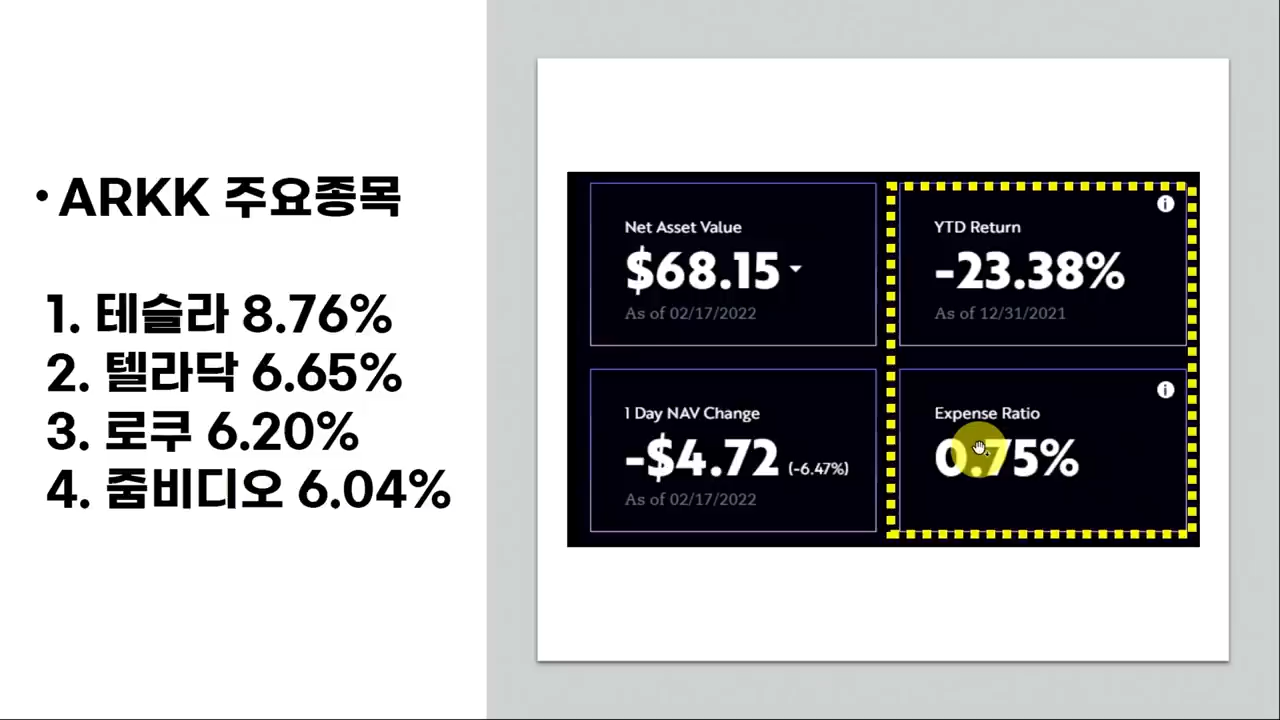 • ARKK 주요종목
1. 테슬라 8.76%
2. 텔라닥 6.65%
3. 로쿠 6.20%
4. 줌비디오 6.04%
Net Asset Value
$68.15
As of 02/17/2022
YTD Return
-23.38%
As of 12/31/2021
1 Day NAV Change
-$4.72 (-6.47%)
As of 02/17/2022
Expense Ratio
0.75%